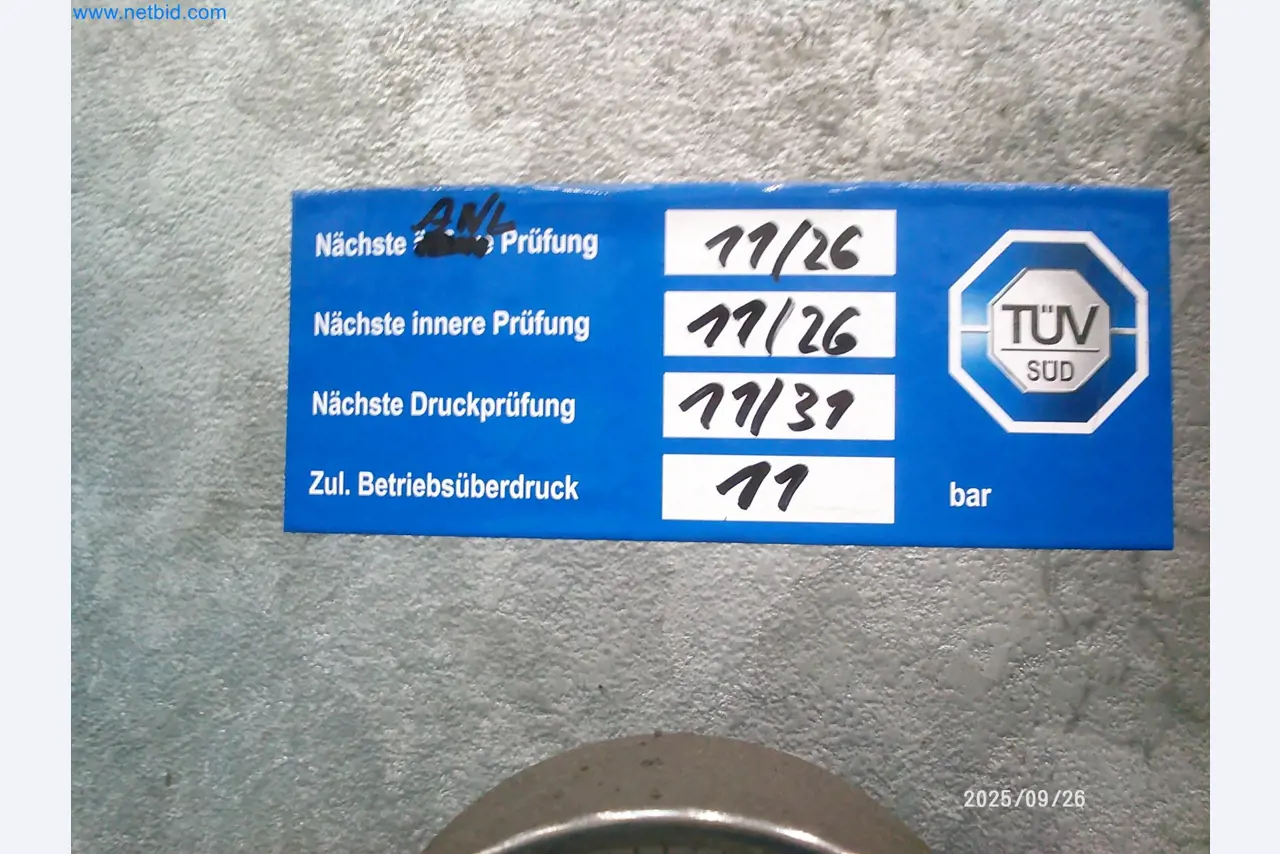 www.netbid.com
ANL
Nächste Prüfung 11/26
Nächste innere Prüfung 11/26
Nächste Druckprüfung 11/31
Zul. Betriebsüberdruck 11 bar
TÜV
SÜD
2025/09/26